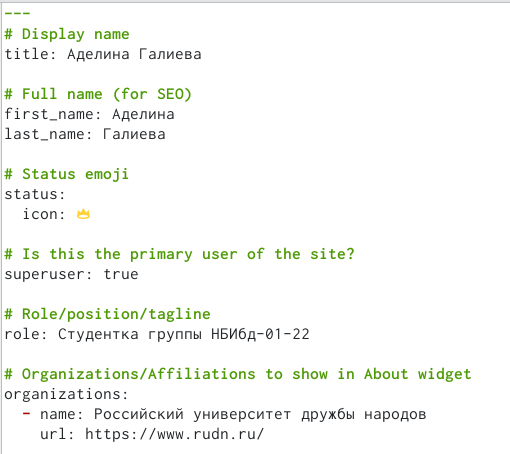 ---
# Display name
title: Аделина Галиева
# Full name (for SEO)
first_name: Аделина
last_name: Галиева
# Status emoji
status:
  icon: 👑
# Is this the primary user of the site?
superuser: true
# Role/position/tagline
role: Студентка группы НБИбд-01-22
# Organizations/Affiliations to show in About widget
organizations:
  - name: Российский университет дружбы народов
    url: https://www.rudn.ru/